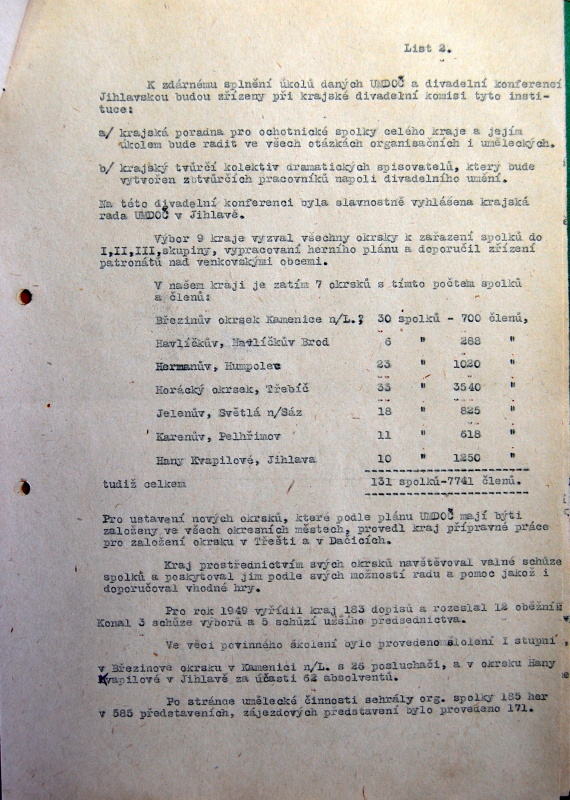 List 2.
K zdárnému splnění úkolů daných UMDOČ a divadelní konferencí
Jihlavskou budou zřízeny při krajské divadelní komisi tyto insti-
tuce:
a/ krajská poradna pro ochotnické spolky celého kraje a jejím
úkolem bude radit ve všech otázkách organisačních i uměleckých.
b/ krajský tvůrčí kolektiv dramatických spisovatelů, který bude
vytvořen zbtvůrčích pracovníků napoli divadelního umění.
Na této divadelní konferenci byla slavnostně vyhlášena krajská
rada UMDOČ v Jihlavě.
Výbor 9 kraje vyzval všechny okrsky k zařazení spolků do
I,II,III,skupiny, vypracování herního plánu a doporučil zřízení
patronátů nad venkovskými obcemi.
V našem kraji je zatím 7 okrsků s tímto počtem spolků
a členů:
Březinův okrsek Kamenice n/L.? 30 spolků - 700 členů,
Havlíčkův, Havlíčkův Brod 6 " 288 "
Heřmanův, Humpolec 23 " 1020 "
Horácký okrsek, Třebíč 33 " 3540 "
Jelenův, Světlá n/Sáz 18 " 825 "
Karenův, Pelhřimov 11 " 618 "
Hany Kvapilové, Jihlava 10 " 1250 "
tudíž celkem 131 spolků-7741 členů.
Pro ustavení nových okrsků, které podle plánu UMDOČ mají býti
založeny ve všech okresních městech, provedl kraj přípravné práce
pro založení okrsku v Třešti a v Dačicích.
Kraj prostřednictvím svých okrsků navštěvoval valné schůze
spolků a poskytoval jim podle svých možností radu a pomoc jakož i
doporučoval vhodné hry.
Pro rok 1949 vyřídil kraj 183 dopisů a rozeslal 12 oběžní
Konal 3 schůze výborů a 5 schůzí užšího předsednictva.
Ve věci povinného školení bylo provedeno I stupni,
v Březinově okrsku v Kamenici n/L. s 26 posluchači, a v okrsku Hany
Kvapilové v Jihlavě za účasti 62 absolventů.
Po stránce umělecké činnosti sehrály org. spolky 185 her
v 585 představeních, zájezdových představení bylo provedeno 171.